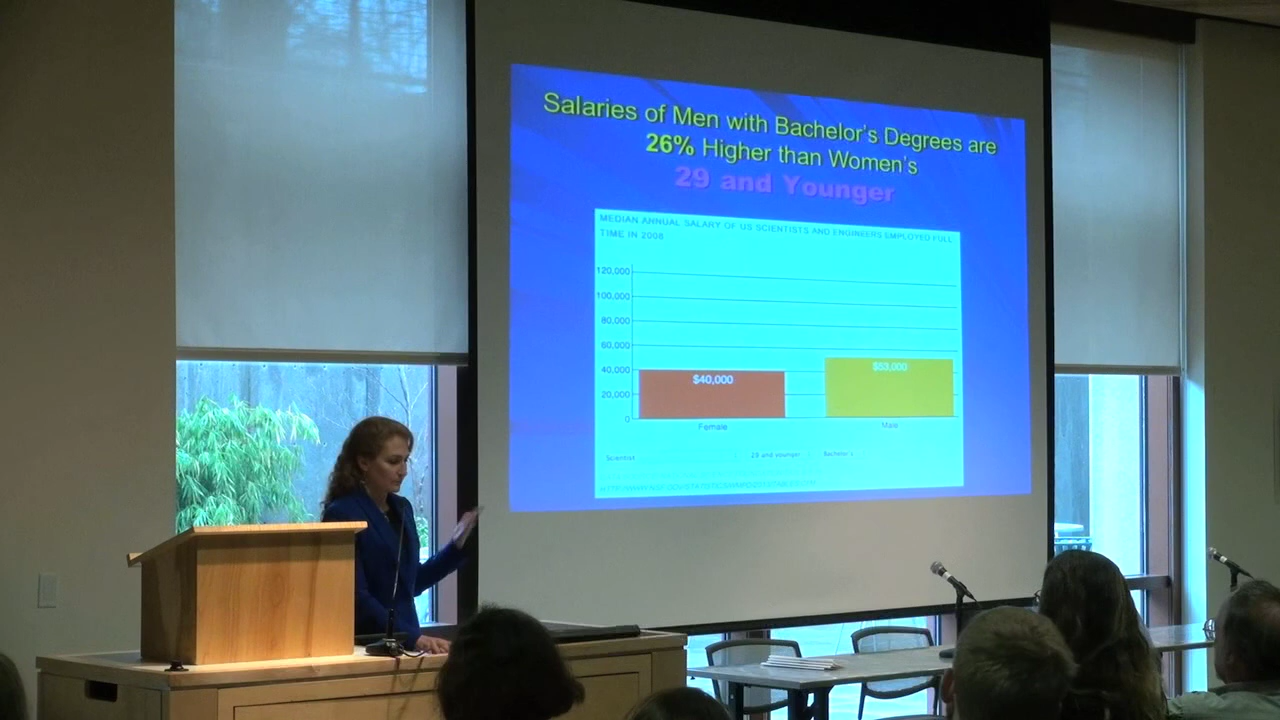 Salaries of Men with Bachelor's Degrees are
26% Higher than Women's
29 and Younger
MEDIAN ANNUAL SALARY OF US SCIENTISTS AND ENGINEERS EMPLOYED FULL
TIME IN 2008
120,000
100,000
80,000
60,000
40,000
20,000
0
$40,000
$53,000
Female
Male
Scientist
29 and younger
Bachelor's